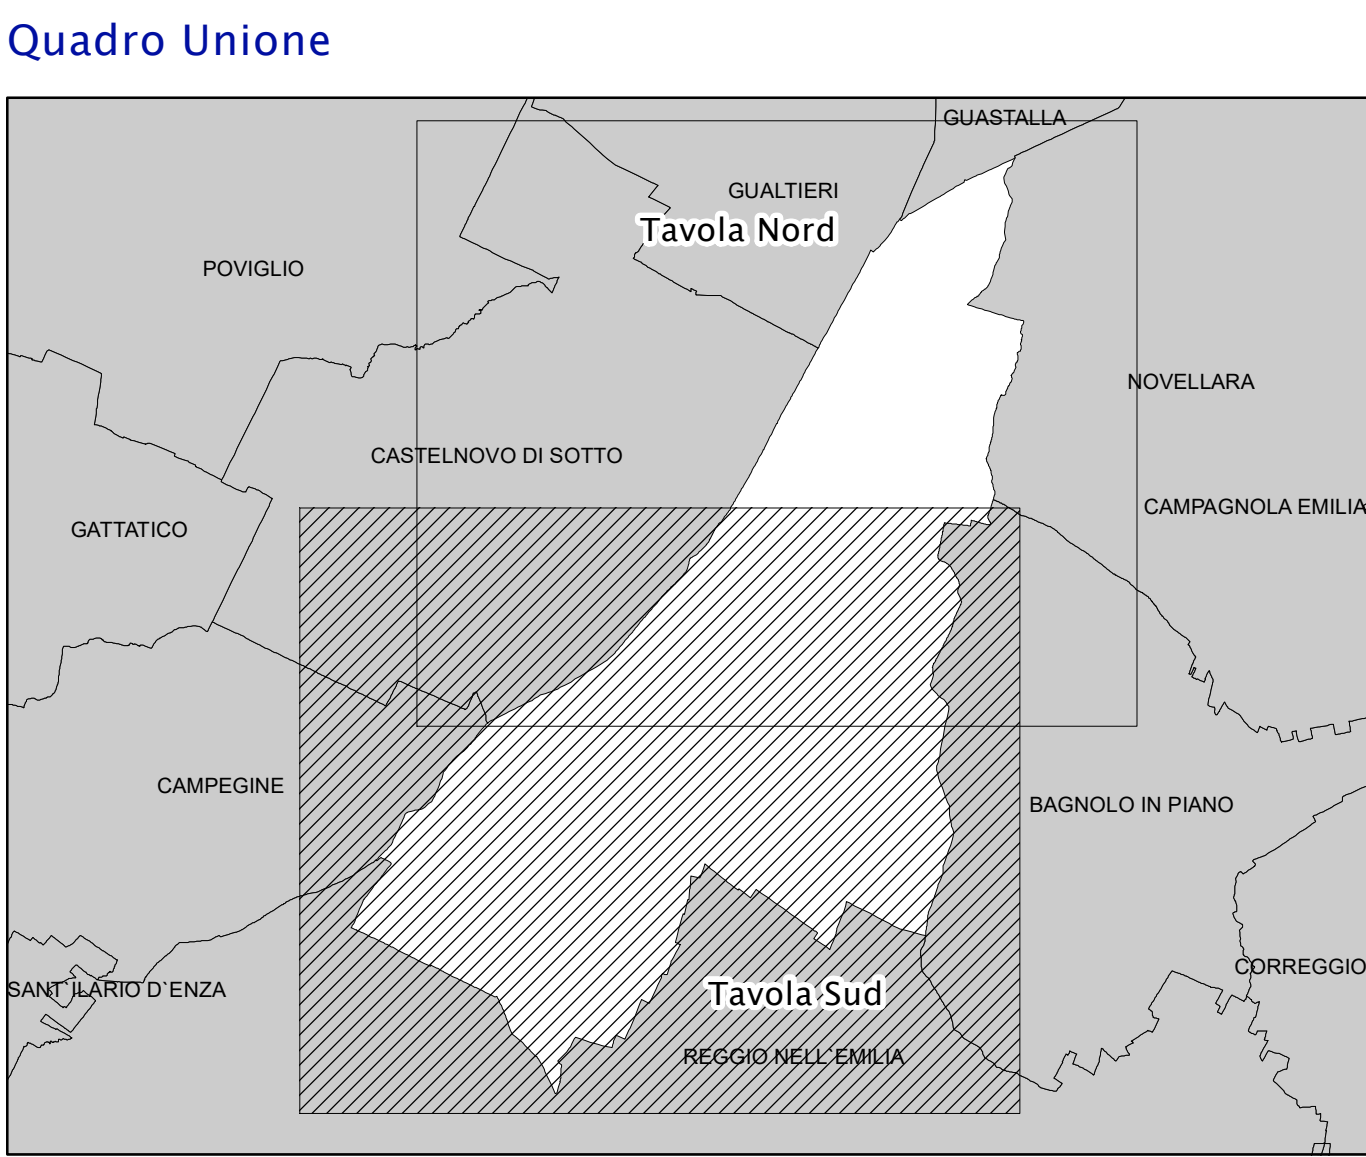 Quadro Unione
GUASTALLA
GUALTIERI
Tavola Nord
POVIGLIO
NOVELLARA
CASTELNOVO DI SOTTO
CAMPAGNOLA EMILIA
GATTATICO
CAMPEGINE
BAGNOLO IN PIANO
CORREGGIO
SANT`ILARIO D`ENZA
Tavola Sud
REGGIO NELL`EMILIA